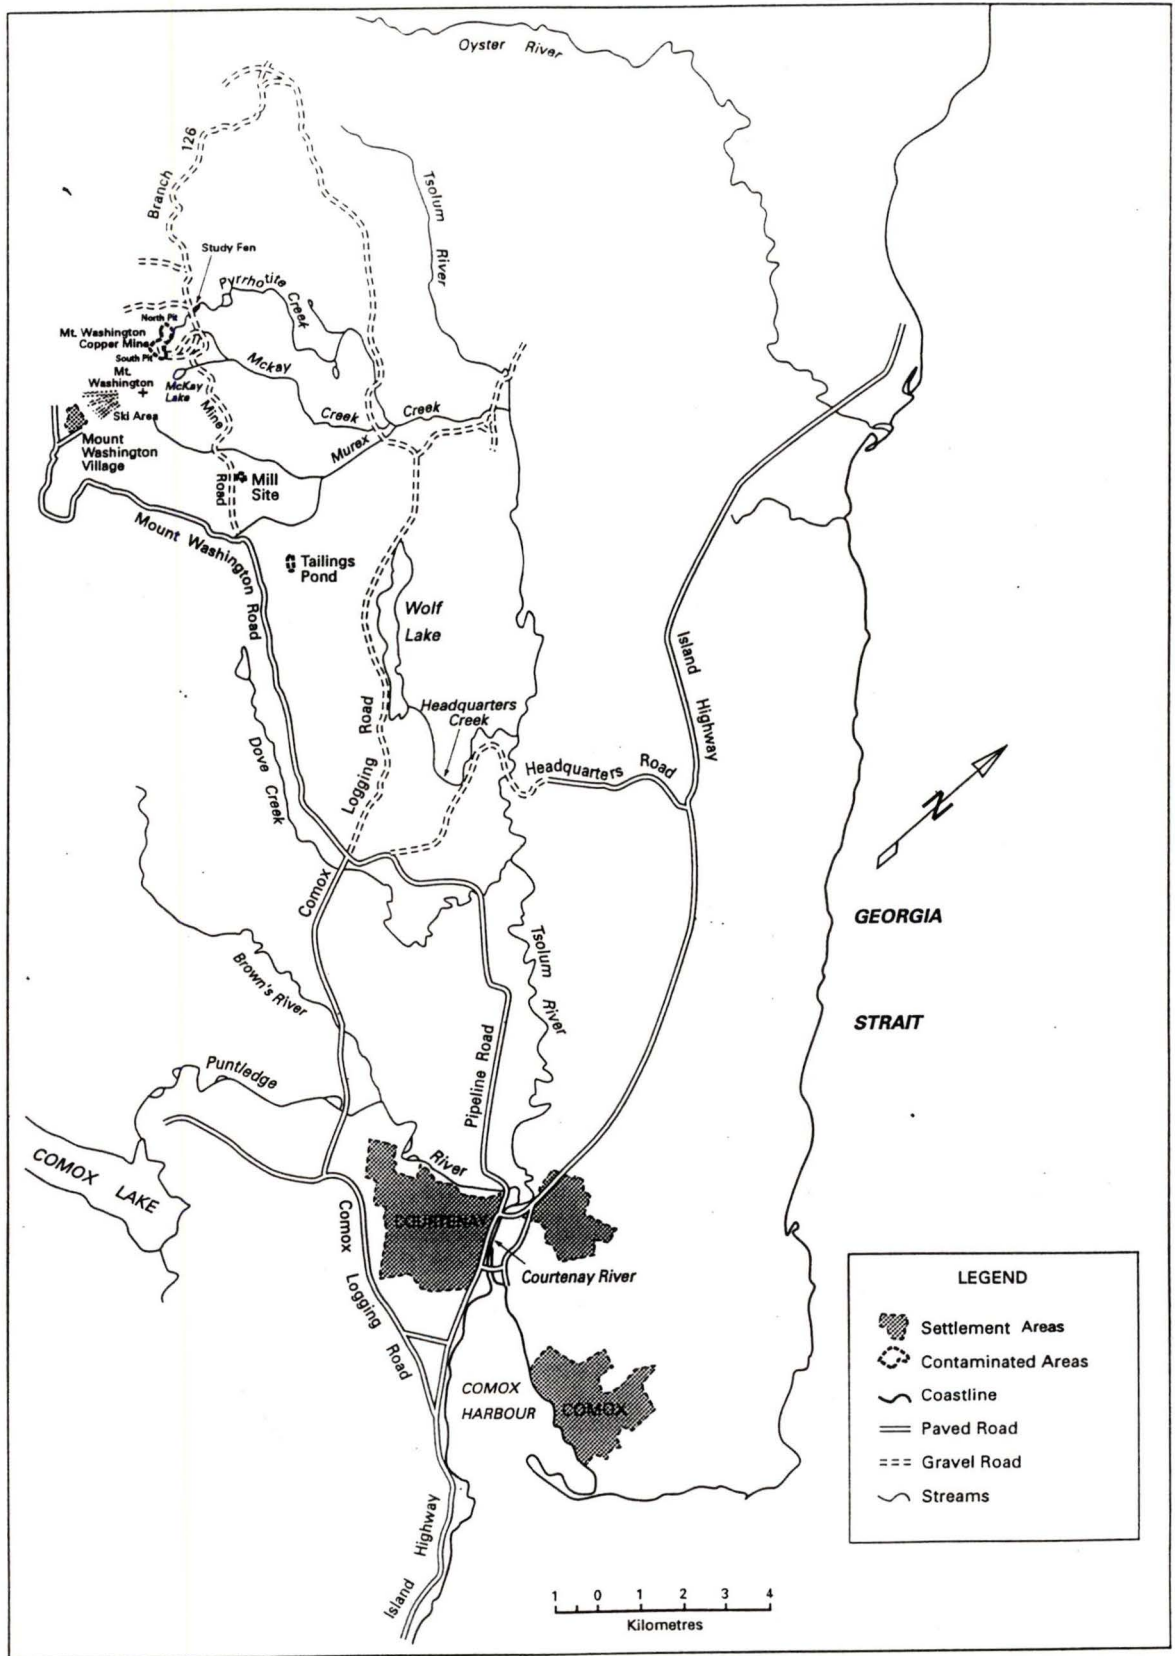 Oyster River
126
Branch
Tsolum
River
Study Fen
Pyrrhotite
Creek
North Pit
Mt. Washington
Copper Mine
South Pit
Mt.
Washington
McKay
Lake
Mckay
Creek
Creek
Murex
Ski Area
Mine
Road
Mount
Washington
Village
Mill
Site
Mount Washington Road
Tailings
Pond
Wolf
Lake
Island Highway
Headquarters
Creek
Headquarters Road
Dove Creek
Logging Road
Comox
N
GEORGIA
STRAIT
Brown's River
Tsolum River
Puntledge
River
Pipeline Road
COMOX LAKE
COURTENAY
Courtenay River
Comox Logging Road
COMOX
HARBOUR
COMOX
Island Highway
LEGEND
Settlement Areas
Contaminated Areas
Coastline
Paved Road
Gravel Road
Streams
1 0 1 2 3 4
Kilometres